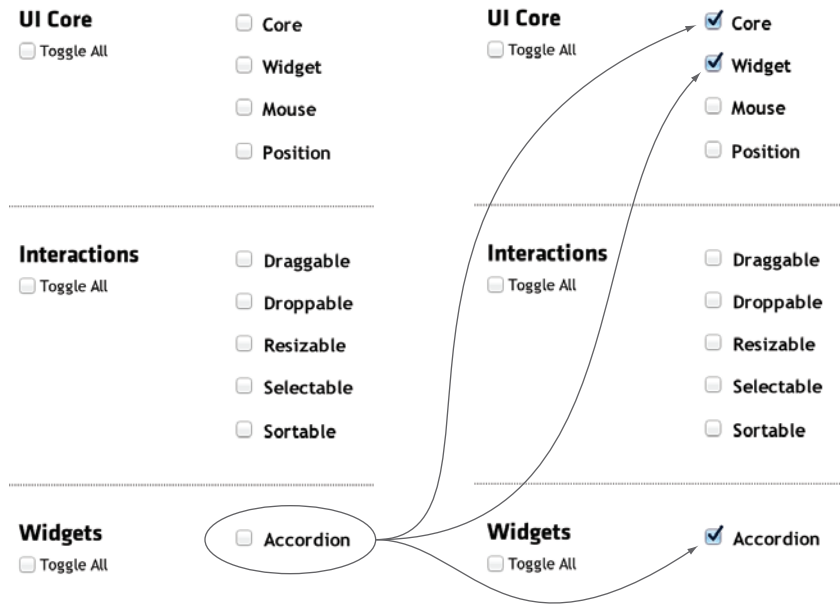 UI Core
Toggle All
Core
Widget
Mouse
Position
Interactions
Toggle All
Draggable
Droppable
Resizable
Selectable
Sortable
Widgets
Toggle All
Accordion
UI Core
Toggle All
Core
Widget
Mouse
Position
Interactions
Toggle All
Draggable
Droppable
Resizable
Selectable
Sortable
Widgets
Toggle All
Accordion